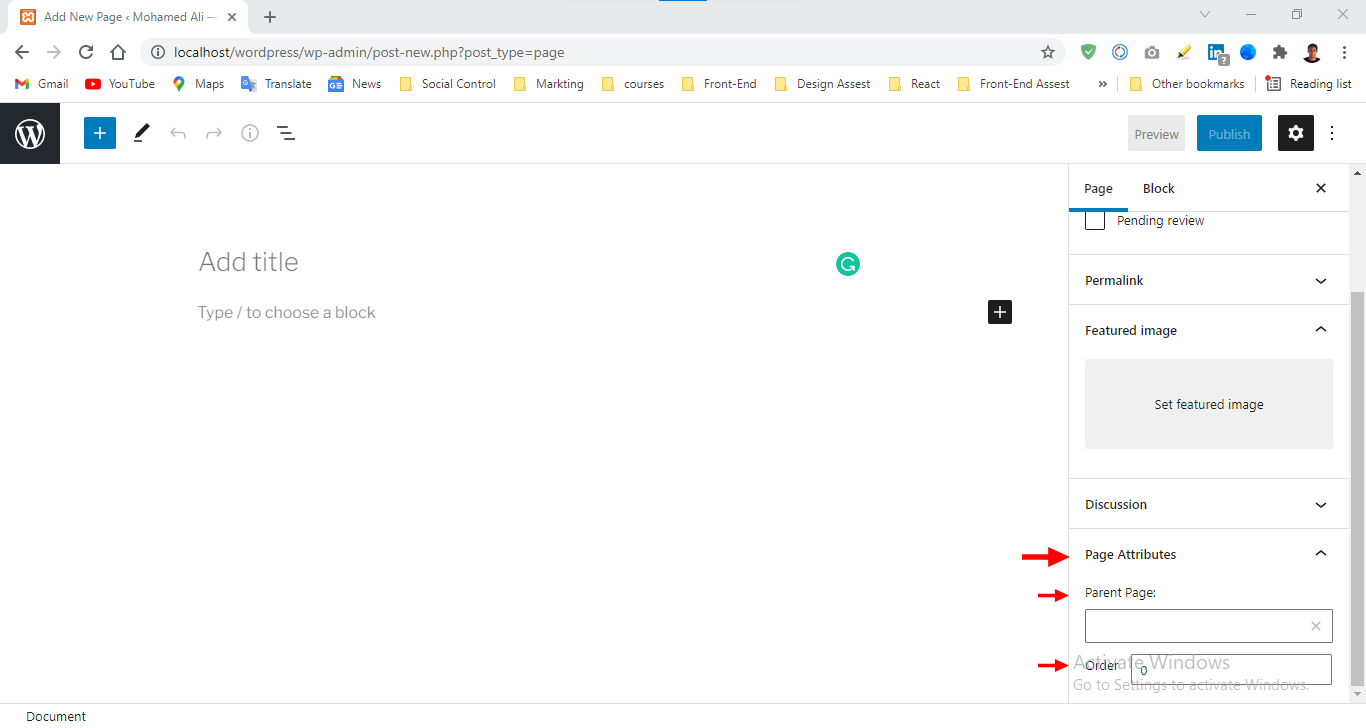 Add New Page ‹ Mohamed Ali —
localhost/wordpress/wp-admin/post-new.php?post_type=page
Gmail YouTube Maps Translate News Social Control Markting courses Front-End Design Assest React Front-End Assest » Other bookmarks Reading list
Preview Publish
Page Block
Pending review
Add title
Permalink
Type / to choose a block
Featured image
Set featured image
Discussion
Page Attributes
Parent Page:
Order 0
Activate Windows
Go to Settings to activate Windows.
Document